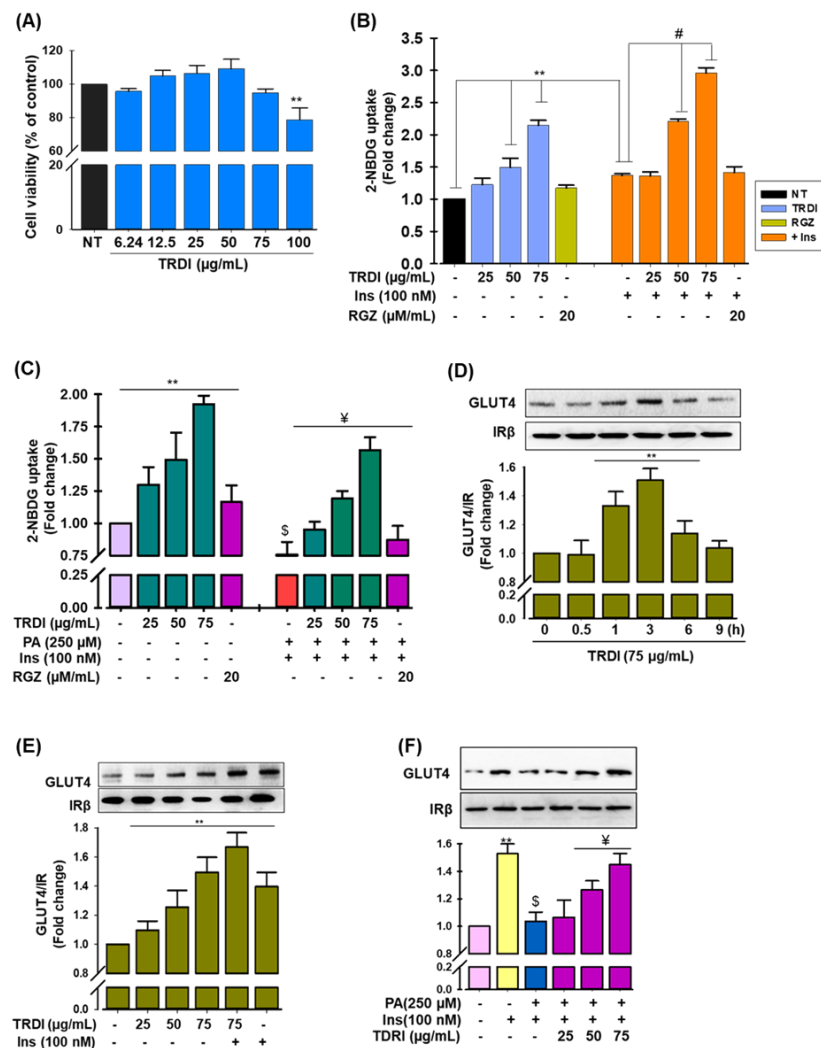 (A)
Cell viability (% of control)
120
100
80
60
20
0
**
NT 6.24 12.5 25 50 75 100
TRDI (µg/mL)
(B)
2-NBDG uptake
(Fold change)
3.5
3.0
2.5
2.0
1.5
1.0
0.5
0.0
**
#
NT
TRDI
RGZ
+ Ins
TRDI (µg/mL) - 25 50 75 - - 25 50 75 -
Ins (100 nM) - - - - - + + + + +
RGZ (µM/mL) - - - - 20 - - - - 20
(C)
2-NBDG uptake
(Fold change)
2.00
1.75
1.50
1.25
1.00
0.75
0.25
0.00
**
¥
$
TRDI (µg/mL) - 25 50 75 - - 25 50 75 -
PA (250 µM) - - - - - + + + + +
Ins (100 nM) - - - - - + + + + +
RGZ (µM/mL) - - - - 20 - - - - 20
(D)
GLUT4
IRβ
GLUT4/IR
(Fold change)
1.6
1.4
1.2
1.0
0.8
0.2
0.0
**
0 0.5 1 3 6 9 (h)
TRDI (75 µg/mL)
(E)
GLUT4
IRβ
GLUT4/IR
(Fold change)
1.8
1.6
1.4
1.2
1.0
0.8
0.0
**
TRDI (µg/mL) - 25 50 75 75 -
Ins (100 nM) - - - - + +
(F)
GLUT4
IRβ
GLUT4/IR
(Fold change)
1.6
1.4
1.2
1.0
0.8
0.2
0.0
**
$
¥
PA(250 µM) - - + + + +
Ins(100 nM) - + + + + +
TDRI (µg/mL) - - - 25 50 75